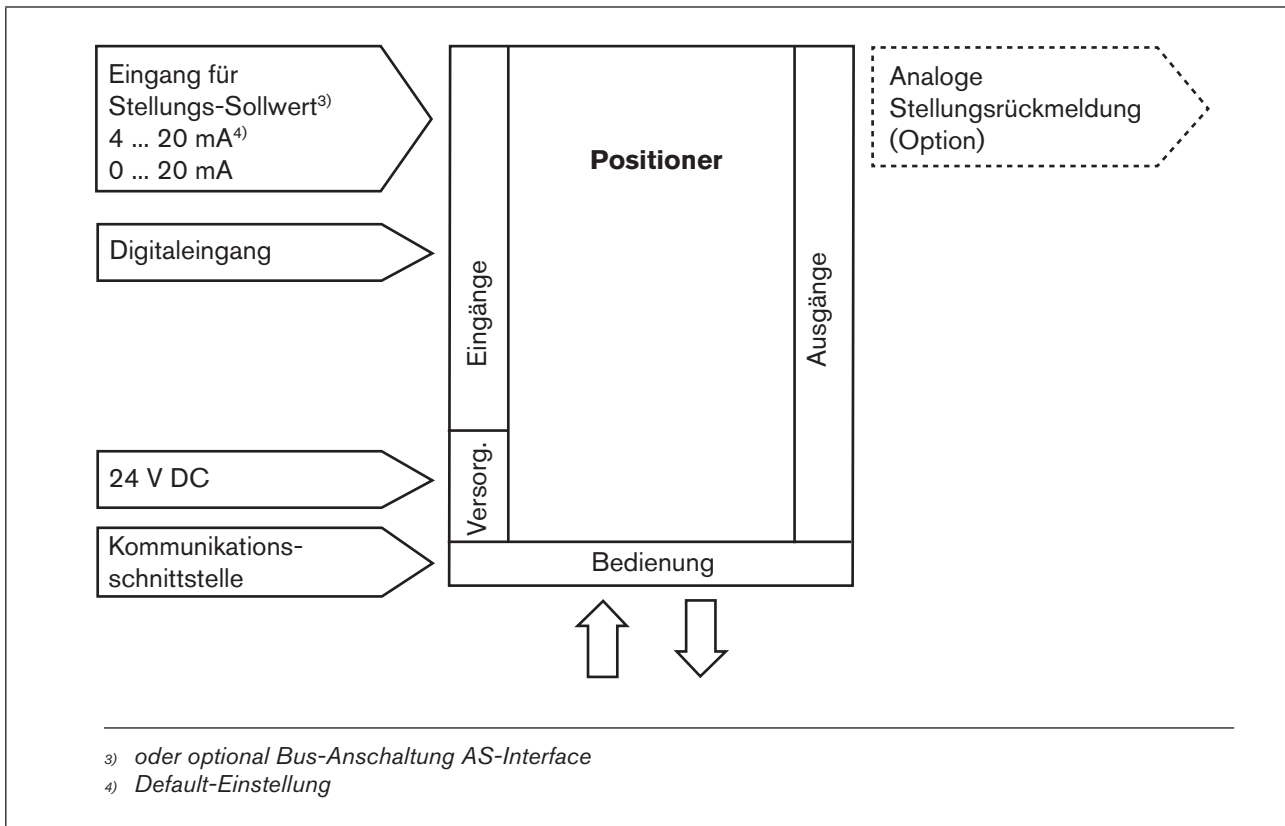 Eingang für
Stellungs-Sollwert3)
4 ... 20 mA4)
0 ... 20 mA
Digitaleingang
24 V DC
Kommunikations-
schnittstelle
Eingänge
Versorg.
Positioner
Bedienung
Ausgänge
Analoge
Stellungsrückmeldung
(Option)
3) oder optional Bus-Anschaltung AS-Interface
4) Default-Einstellung